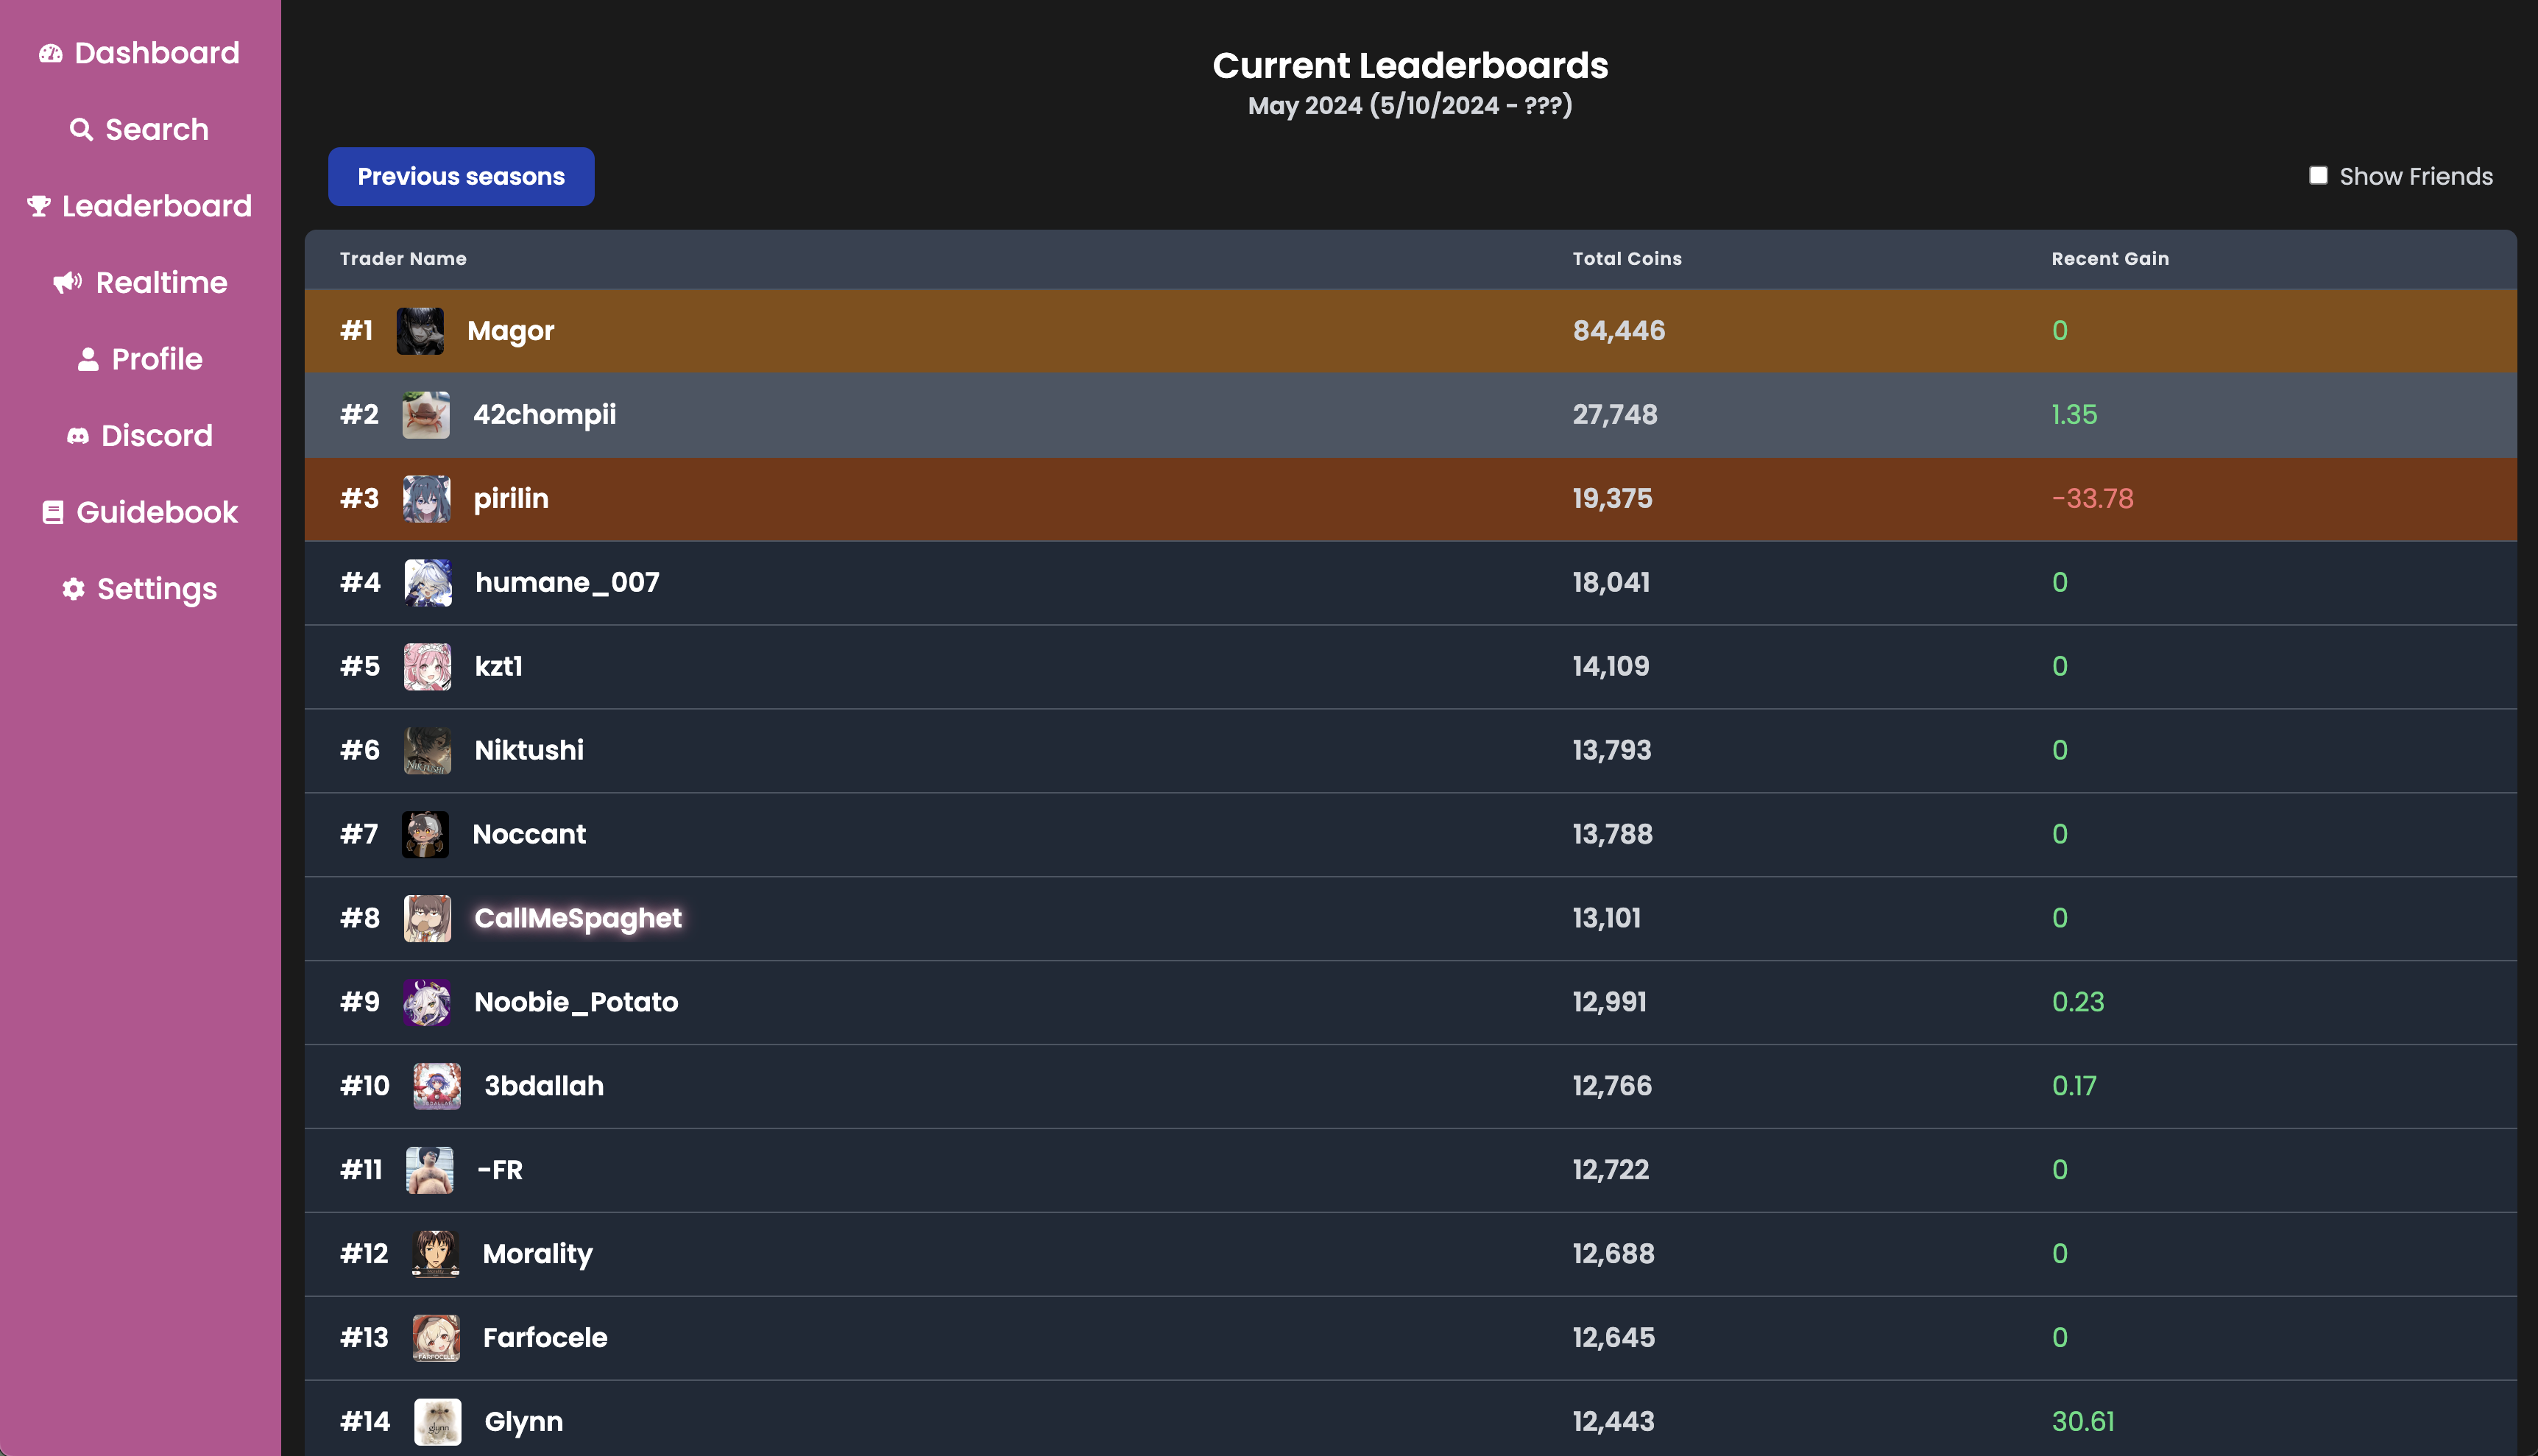 Dashboard
Search
Leaderboard
Realtime
Profile
Discord
Guidebook
Settings
Current Leaderboards
May 2024 (5/10/2024 - ???)
Previous seasons
Show Friends
Trader Name Total Coins Recent Gain
#1 Magor 84,446 0
#2 42chompii 27,748 1.35
#3 pirilin 19,375 -33.78
#4 humane_007 18,041 0
#5 kzt1 14,109 0
#6 Niktushi 13,793 0
#7 Noccant 13,788 0
#8 CallMeSpaghet 13,101 0
#9 Noobie_Potato 12,991 0.23
#10 3bdallah 12,766 0.17
#11 -FR 12,722 0
#12 Morality 12,688 0
#13 Farfocele 12,645 0
#14 Glynn 12,443 30.61